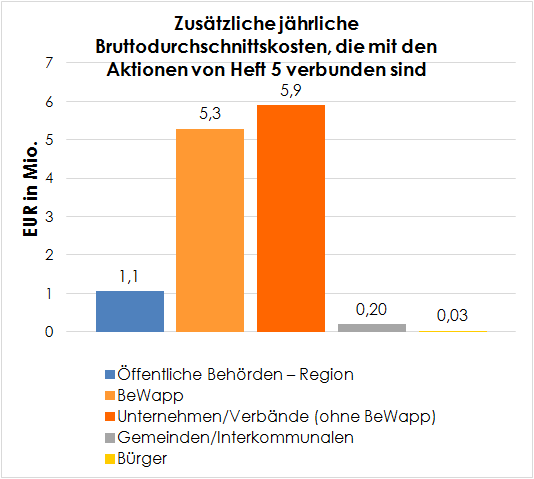 Zusätzliche jährliche
Bruttodurchschnittskosten, die mit den
Aktionen von Heft 5 verbunden sind
EUR in Mio.
7
6
5
4
3
2
1
0
1,1
5,3
5,9
0,20
0,03
Öffentliche Behörden – Region
BeWapp
Unternehmen/Verbände (ohne BeWapp)
Gemeinden/Interkommunalen
Bürger